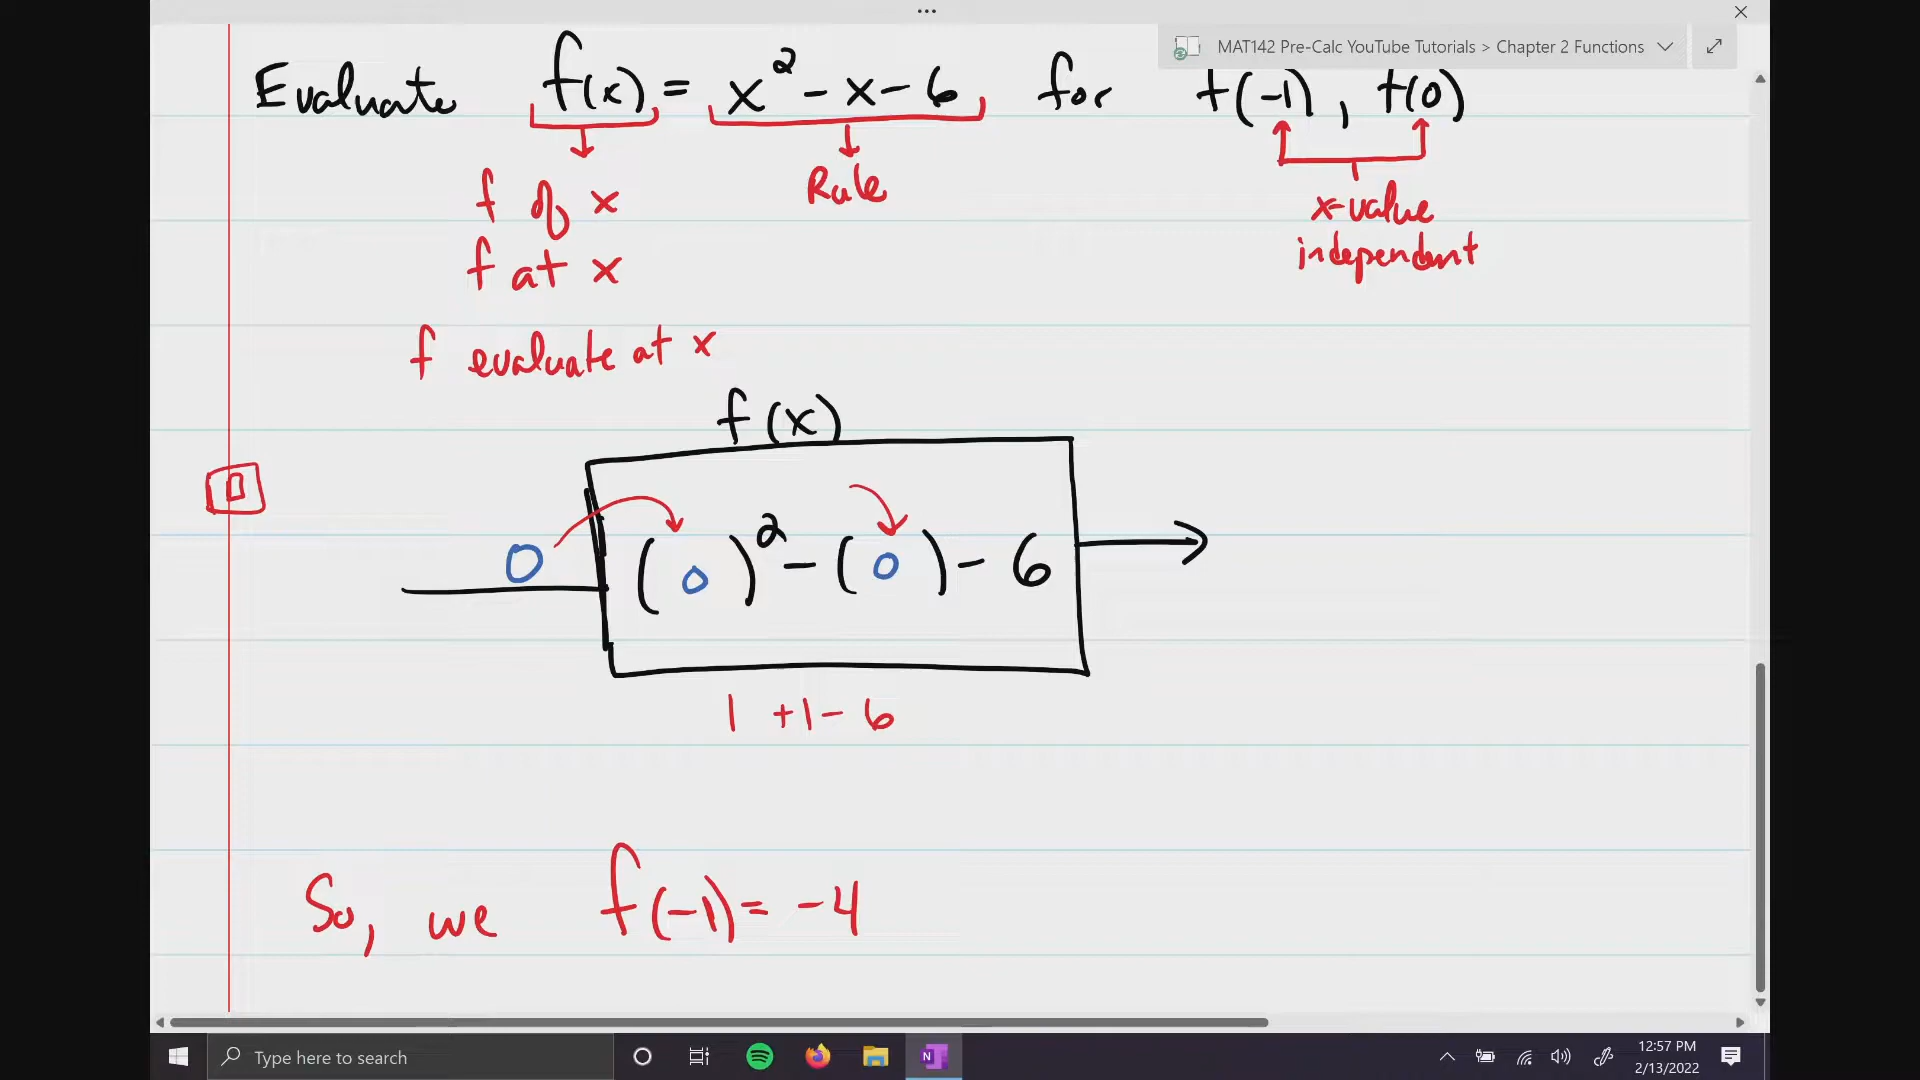 MAT142 Pre-Calc YouTube Tutorials > Chapter 2 Functions
Evaluate f(x) = x² - x - 6 for f(-1), f(0)
f of x
Rule
x-value
independent
f at x
f evaluate at x
f(x)
0
0 (0)² - (0) - 6
1 +1 - 6
So, we f(-1) = -4
Type here to search
12:57 PM
2/13/2022